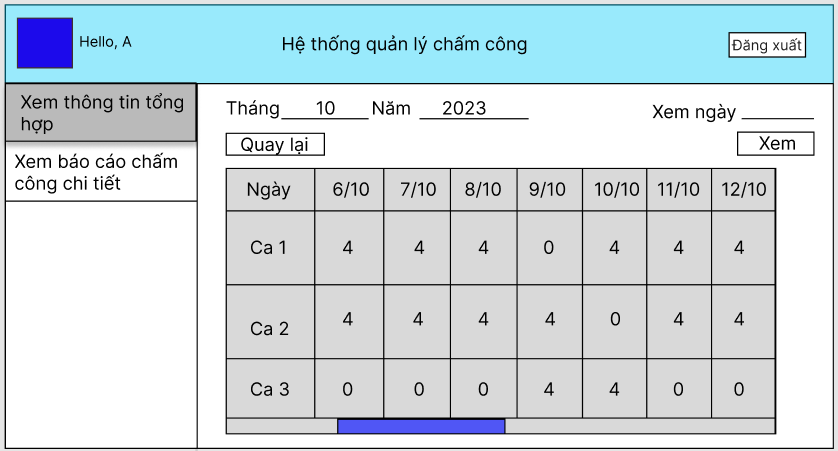 Hello, A
Hệ thống quản lý chấm công
Đăng xuất
Xem thông tin tổng
hợp
Xem báo cáo chấm
công chi tiết
Tháng 10 Năm 2023
Xem ngày
Quay lại
Xem
Ngày 6/10 7/10 8/10 9/10 10/10 11/10 12/10
Ca 1 4 4 4 0 4 4 4
Ca 2 4 4 4 4 0 4 4
Ca 3 0 0 0 4 4 0 0